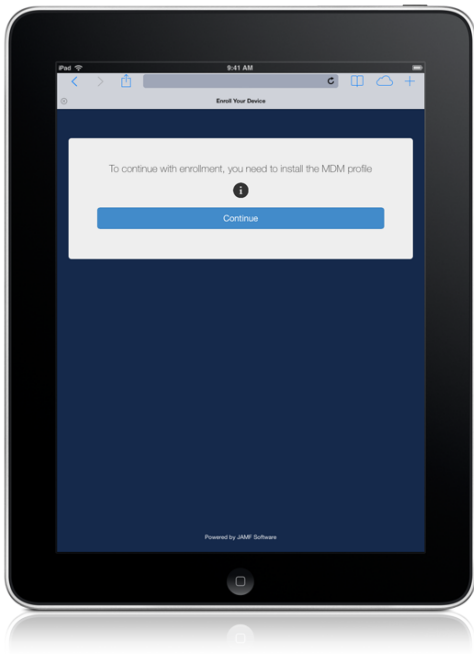 iPad 9:41 AM
Enroll Your Device
To continue with enrollment, you need to install the MDM profile
Continue
Powered by JAMF Software